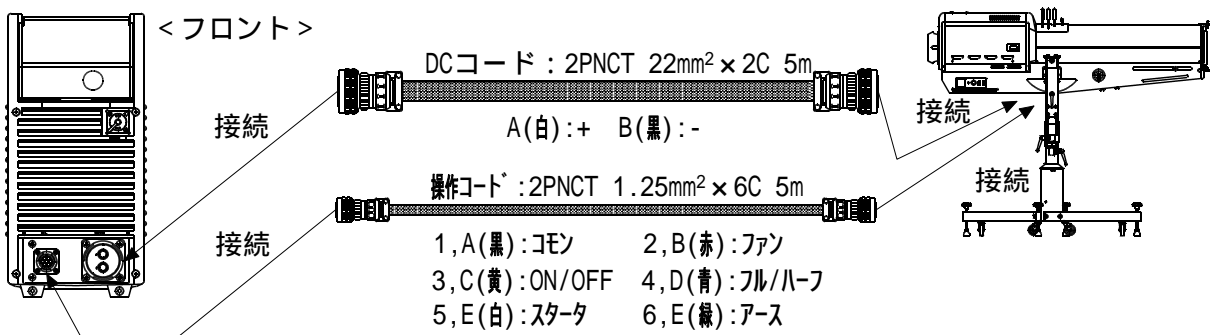 <フロント>
DCコード：2PNCT 22mm²×2C 5m
接続
接続
A(白):+ B(黒):-
接続
操作コード:2PNCT 1.25mm²×6C 5m
接続
1,A(黒):コモン 2,B(赤):ファン
3,C(黄):ON/OFF 4,D(青):フル/ハーフ
5,E(白):スタータ 6,E(緑):アース